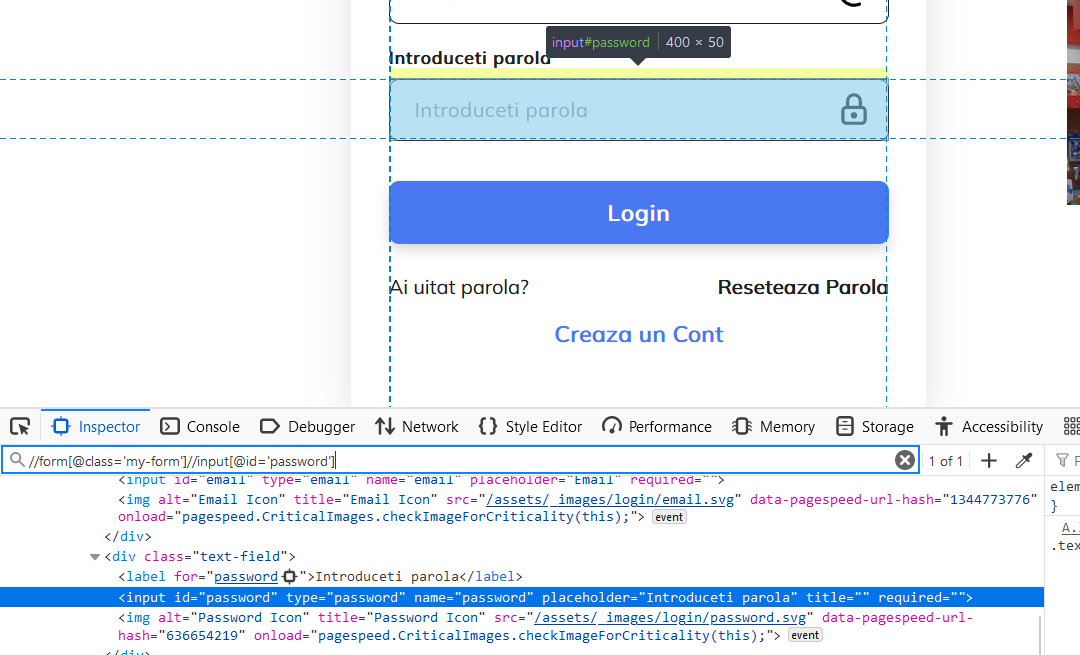 input#password 400 × 50
Introduceti parola
Introduceti parola
Login
Ai uitat parola? Reseteaza Parola
Creaza un Cont
Inspector Console Debugger Network Style Editor Performance Memory Storage Accessibility
//form[@class='my-form']//input[@id='password'] 1 of 1 F
<input id="email" type="email" name="email" placeholder="Email" required="">
<img alt="Email Icon" title="Email Icon" src="/assets/_images/login/email.svg" data-pagespeed-url-hash="1344773776"
onload="pagespeed.CriticalImages.checkImageForCriticality(this);"> event
</div>
<div class="text-field">
<label for="password">Introduceti parola</label>
<input id="password" type="password" name="password" placeholder="Introduceti parola" title="" required="">
<img alt="Password Icon" title="Password Icon" src="/assets/_images/login/password.svg" data-pagespeed-url-
hash="636654219" onload="pagespeed.CriticalImages.checkImageForCriticality(this);"> event
</div>
elem
}
.tex